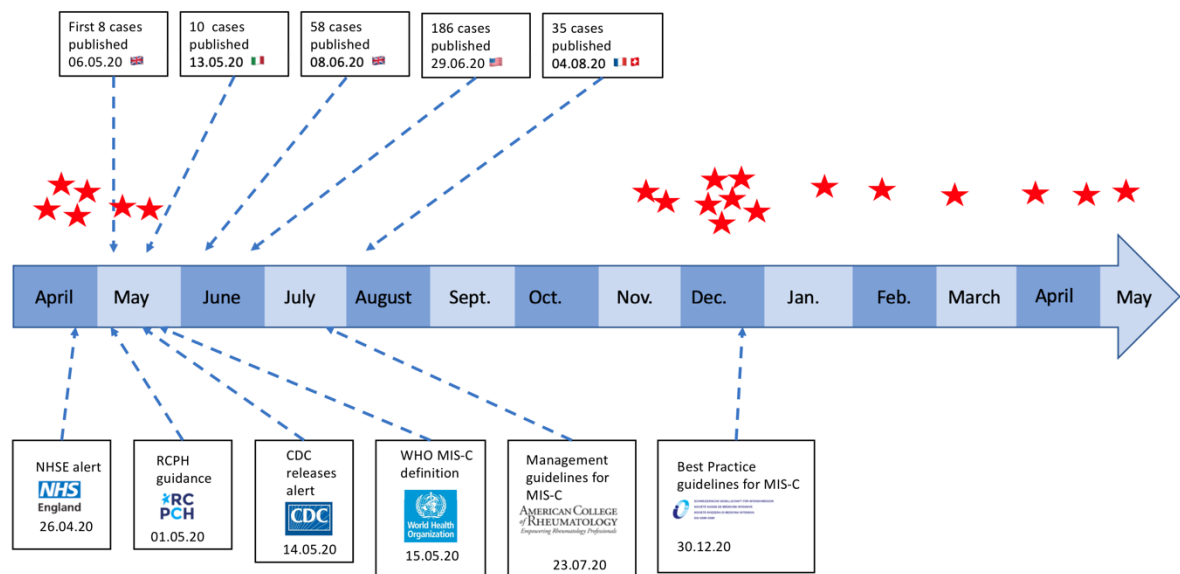 First 8 cases
published
06.05.20
10 cases
published
13.05.20
58 cases
published
08.06.20
186 cases
published
29.06.20
35 cases
published
04.08.20
April
May
June
July
August
Sept.
Oct.
Nov.
Dec.
Jan.
Feb.
March
April
May
NHSE alert
NHS
England
26.04.20
RCPH
guidance
RC
PCH
01.05.20
CDC
releases
alert
CDC
14.05.20
WHO MIS-C
definition
World Health
Organization
15.05.20
Management
guidelines for
MIS-C
AMERICAN COLLEGE
of RHEUMATOLOGY
Empowering Rheumatology Professionals
23.07.20
Best Practice
guidelines for MIS-C
30.12.20